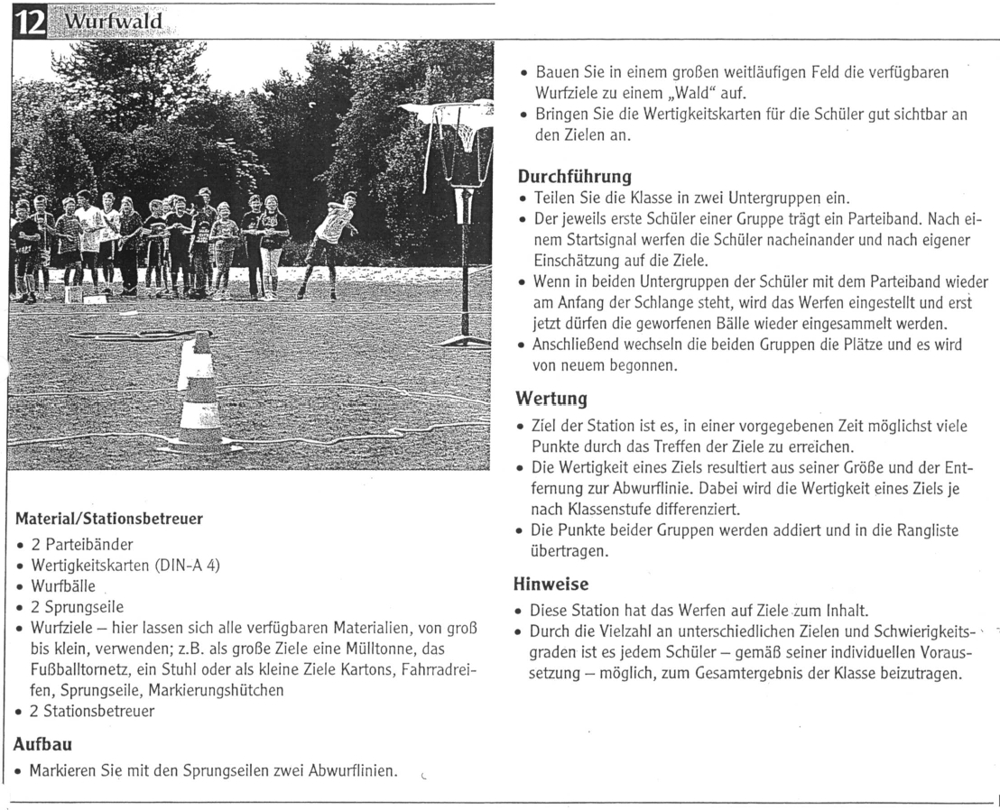 12 Wurfwald
Material/Stationsbetreuer
• 2 Parteibänder
• Wertigkeitskarten (DIN-A 4)
• Wurfbälle
• 2 Sprungseile
• Wurfziele – hier lassen sich alle verfügbaren Materialien, von groß
bis klein, verwenden; z.B. als große Ziele eine Mülltonne, das
Fußballtornetz, ein Stuhl oder als kleine Ziele Kartons, Fahrradrei-
fen, Sprungseile, Markierungshütchen
• 2 Stationsbetreuer
Aufbau
• Markieren Sie mit den Sprungseilen zwei Abwurflinien.
• Bauen Sie in einem großen weitläufigen Feld die verfügbaren
Wurfziele zu einem „Wald“ auf.
• Bringen Sie die Wertigkeitskarten für die Schüler gut sichtbar an
den Zielen an.
Durchführung
• Teilen Sie die Klasse in zwei Untergruppen ein.
• Der jeweils erste Schüler einer Gruppe trägt ein Parteiband. Nach ei-
nem Startsignal werfen die Schüler nacheinander und nach eigener
Einschätzung auf die Ziele.
• Wenn in beiden Untergruppen der Schüler mit dem Parteiband wieder
am Anfang der Schlange steht, wird das Werfen eingestellt und erst
jetzt dürfen die geworfenen Bälle wieder eingesammelt werden.
• Anschließend wechseln die beiden Gruppen die Plätze und es wird
von neuem begonnen.
Wertung
• Ziel der Station ist es, in einer vorgegebenen Zeit möglichst viele
Punkte durch das Treffen der Ziele zu erreichen.
• Die Wertigkeit eines Ziels resultiert aus seiner Größe und der Ent-
fernung zur Abwurflinie. Dabei wird die Wertigkeit eines Ziels je
nach Klassenstufe differenziert.
• Die Punkte beider Gruppen werden addiert und in die Rangliste
übertragen.
Hinweise
• Diese Station hat das Werfen auf Ziele zum Inhalt.
• Durch die Vielzahl an unterschiedlichen Zielen und Schwierigkeits-
graden ist es jedem Schüler – gemäß seiner individuellen Voraus-
setzung – möglich, zum Gesamtergebnis der Klasse beizutragen.